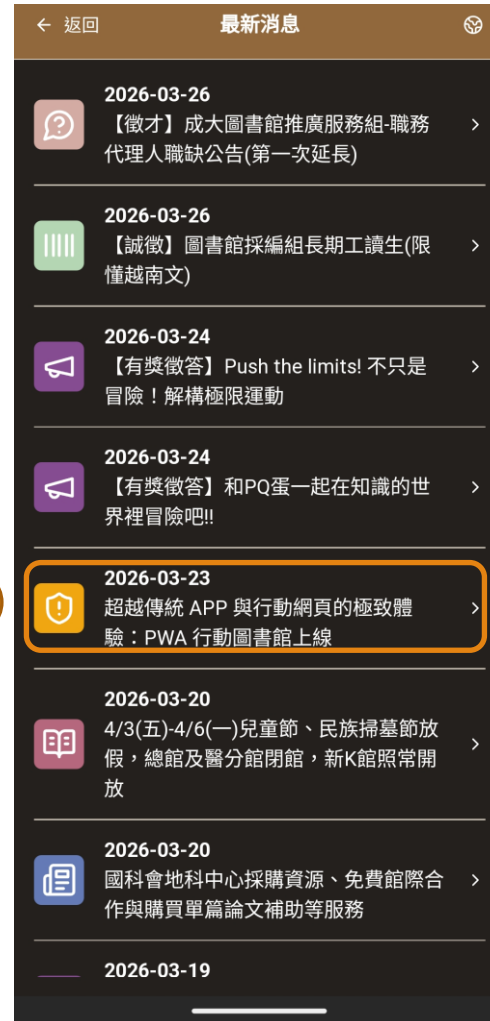 ← 返回 最新消息
2026-03-26
【徵才】成大圖書館推廣服務組-職務
代理人職缺公告(第一次延長)
2026-03-26
【誠徵】圖書館採編組長期工讀生(限
懂越南文)
2026-03-24
【有獎徵答】Push the limits! 不只是
冒險！解構極限運動
2026-03-24
【有獎徵答】和PQ蛋一起在知識的世
界裡冒險吧!!
2026-03-23
超越傳統 APP 與行動網頁的極致體
驗：PWA 行動圖書館上線
2026-03-20
4/3(五)-4/6(一)兒童節、民族掃墓節放
假，總館及醫分館閉館，新K館照常開
放
2026-03-20
國科會地科中心採購資源、免費館際合
作與購買單篇論文補助等服務
2026-03-19